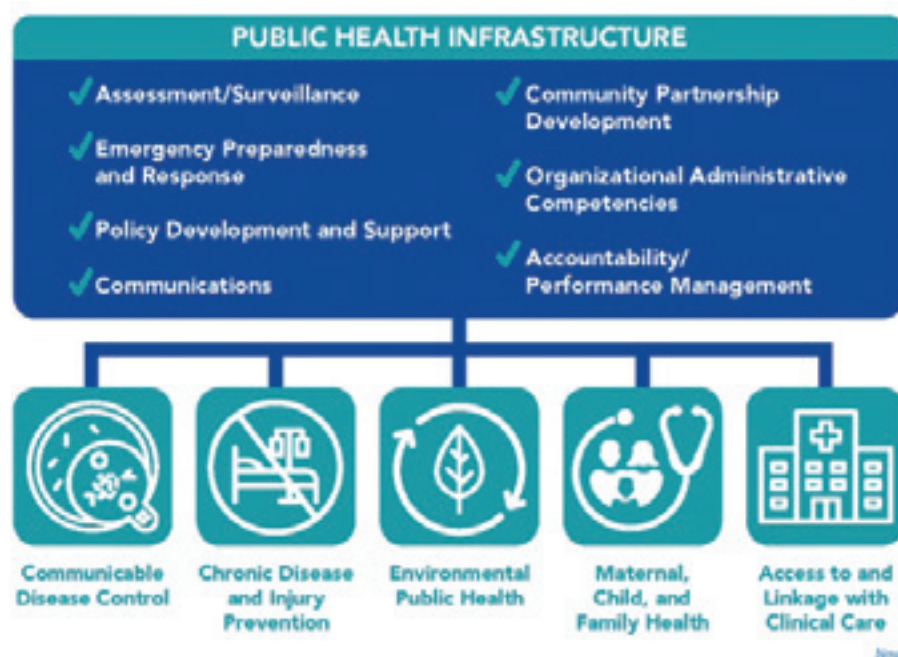 PUBLIC HEALTH INFRASTRUCTURE
Assessment/Surveillance
Emergency Preparedness
and Response
Policy Development and Support
Communications
Community Partnership
Development
Organizational Administrative
Competencies
Accountability/
Performance Management
Communicable
Disease Control
Chronic Disease
and Injury
Prevention
Environmental
Public Health
Maternal,
Child, and
Family Health
Access to and
Linkage with
Clinical Care